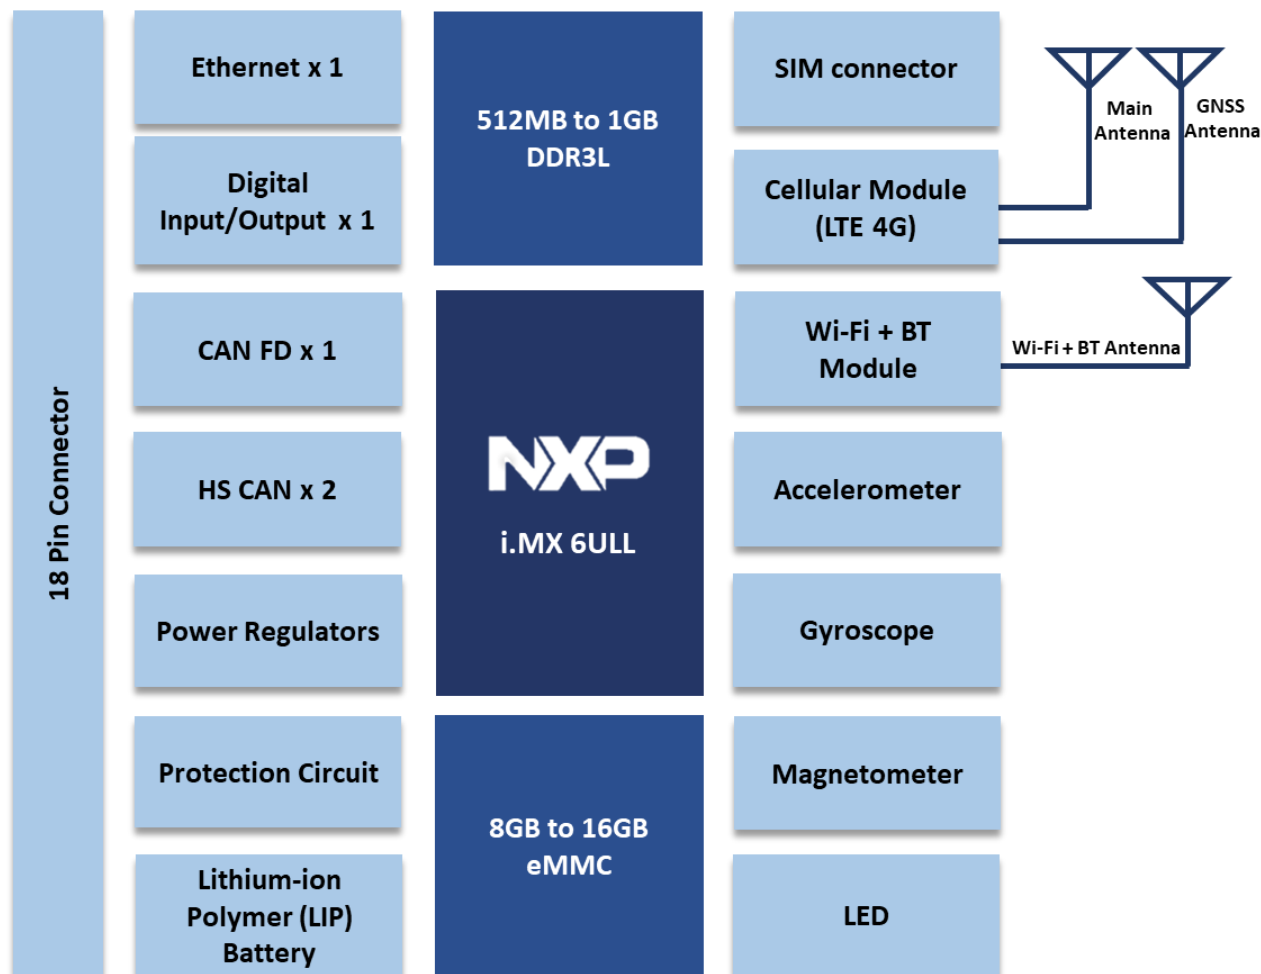 18 Pin Connector
Ethernet x 1
Digital
Input/Output x 1
CAN FD x 1
HS CAN x 2
Power Regulators
Protection Circuit
Lithium-ion
Polymer (LIP)
Battery
512MB to 1GB
DDR3L
NXP
i.MX 6ULL
8GB to 16GB
eMMC
SIM connector
Cellular Module
(LTE 4G)
Wi-Fi + BT
Module
Accelerometer
Gyroscope
Magnetometer
LED
Main
Antenna
GNSS
Antenna
Wi-Fi + BT Antenna